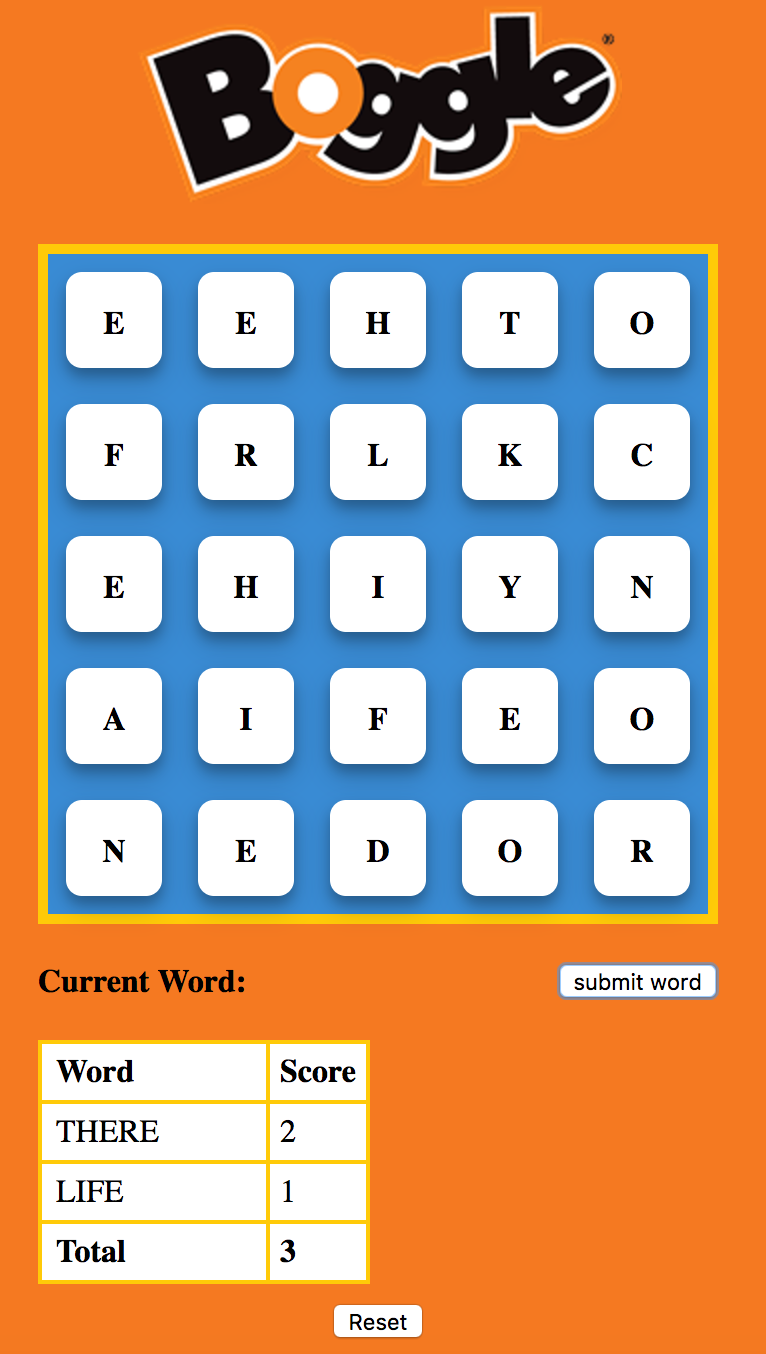 Boggle®
E E H T O
F R L K C
E H I Y N
A I F E O
N E D O R
Current Word: submit word
Word Score
THERE 2
LIFE 1
Total 3
Reset